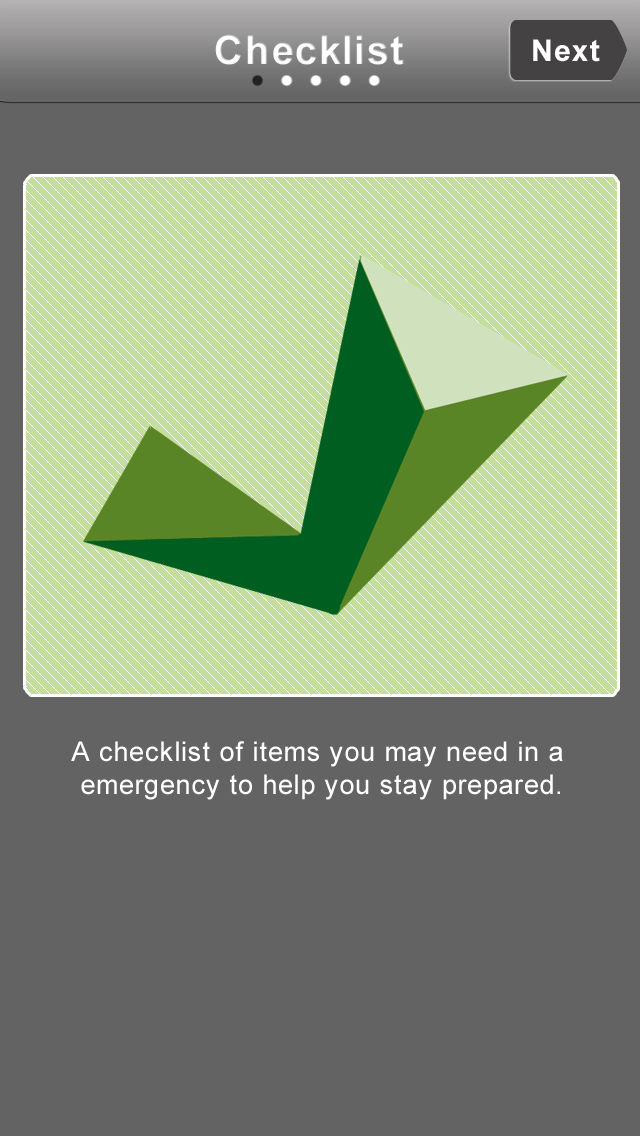 Checklist
Next
A checklist of items you may need in a
emergency to help you stay prepared.